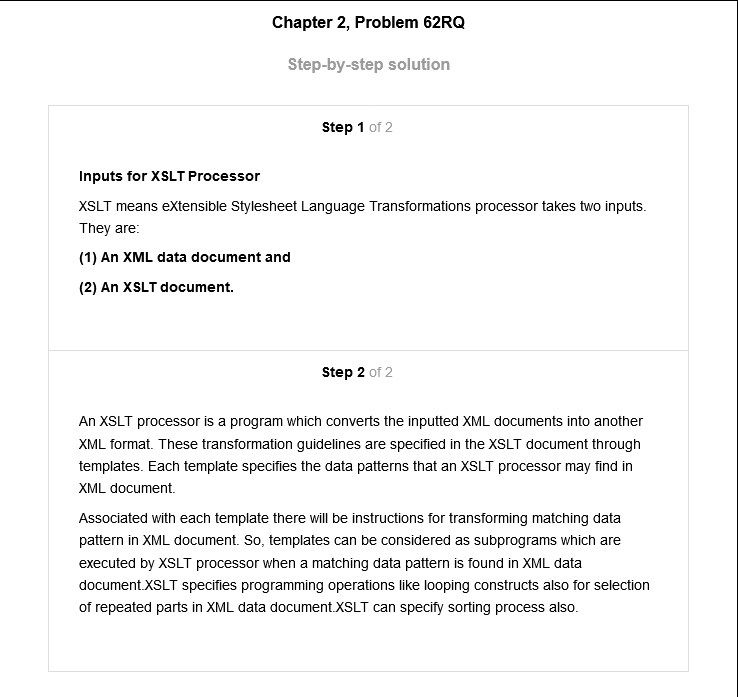 Chapter 2, Problem 62RQ
Step-by-step solution
Step 1 of 2
Inputs for XSLT Processor
XSLT means eXtensible Stylesheet Language Transformations processor takes two inputs.
They are:
(1) An XML data document and
(2) An XSLT document.
Step 2 of 2
An XSLT processor is a program which converts the inputted XML documents into another
XML format. These transformation guidelines are specified in the XSLT document through
templates. Each template specifies the data patterns that an XSLT processor may find in
XML document.
Associated with each template there will be instructions for transforming matching data
pattern in XML document. So, templates can be considered as subprograms which are
executed by XSLT processor when a matching data pattern is found in XML data
document.XSLT specifies programming operations like looping constructs also for selection
of repeated parts in XML data document.XSLT can specify sorting process also.